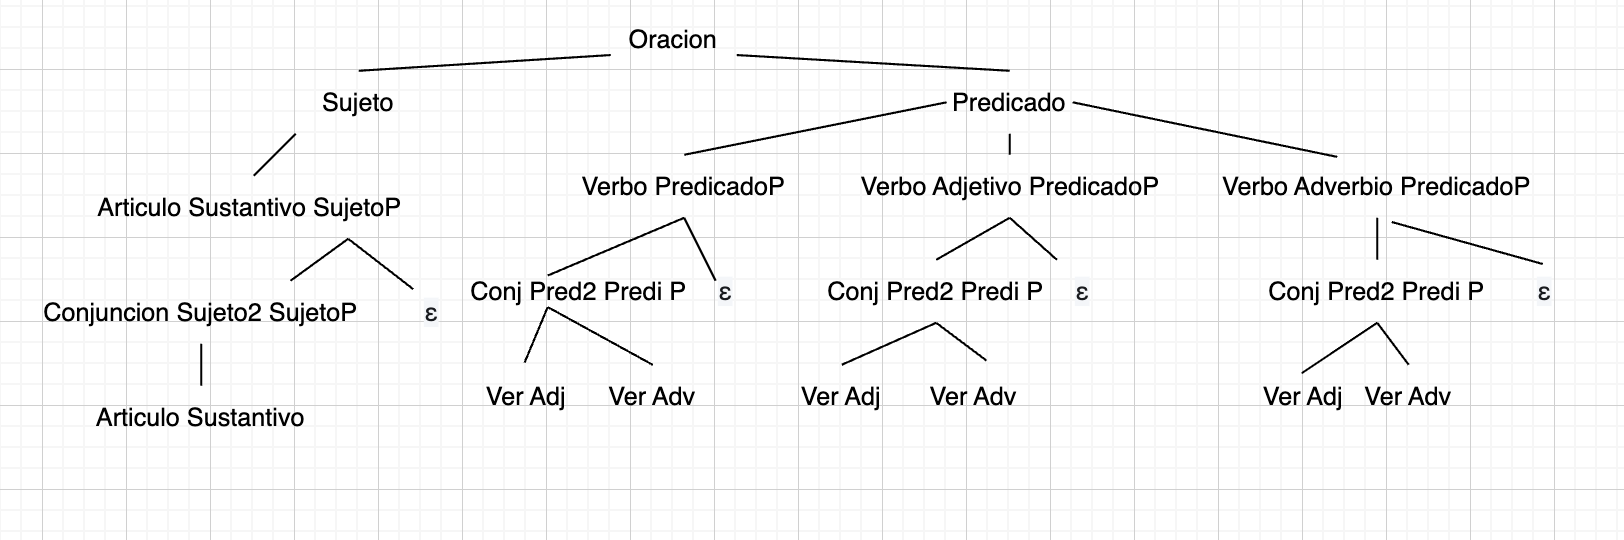 Oracion
Sujeto
Predicado
Verbo PredicadoP
Verbo Adjetivo PredicadoP
Verbo Adverbio PredicadoP
Articulo Sustantivo SujetoP
Conj Pred2 Predi P
ε
Conj Pred2 Predi P
ε
Conj Pred2 Predi P
ε
Conjuncion Sujeto2 SujetoP
ε
Ver Adj
Ver Adv
Ver Adj
Ver Adv
Ver Adj
Ver Adv
Articulo Sustantivo